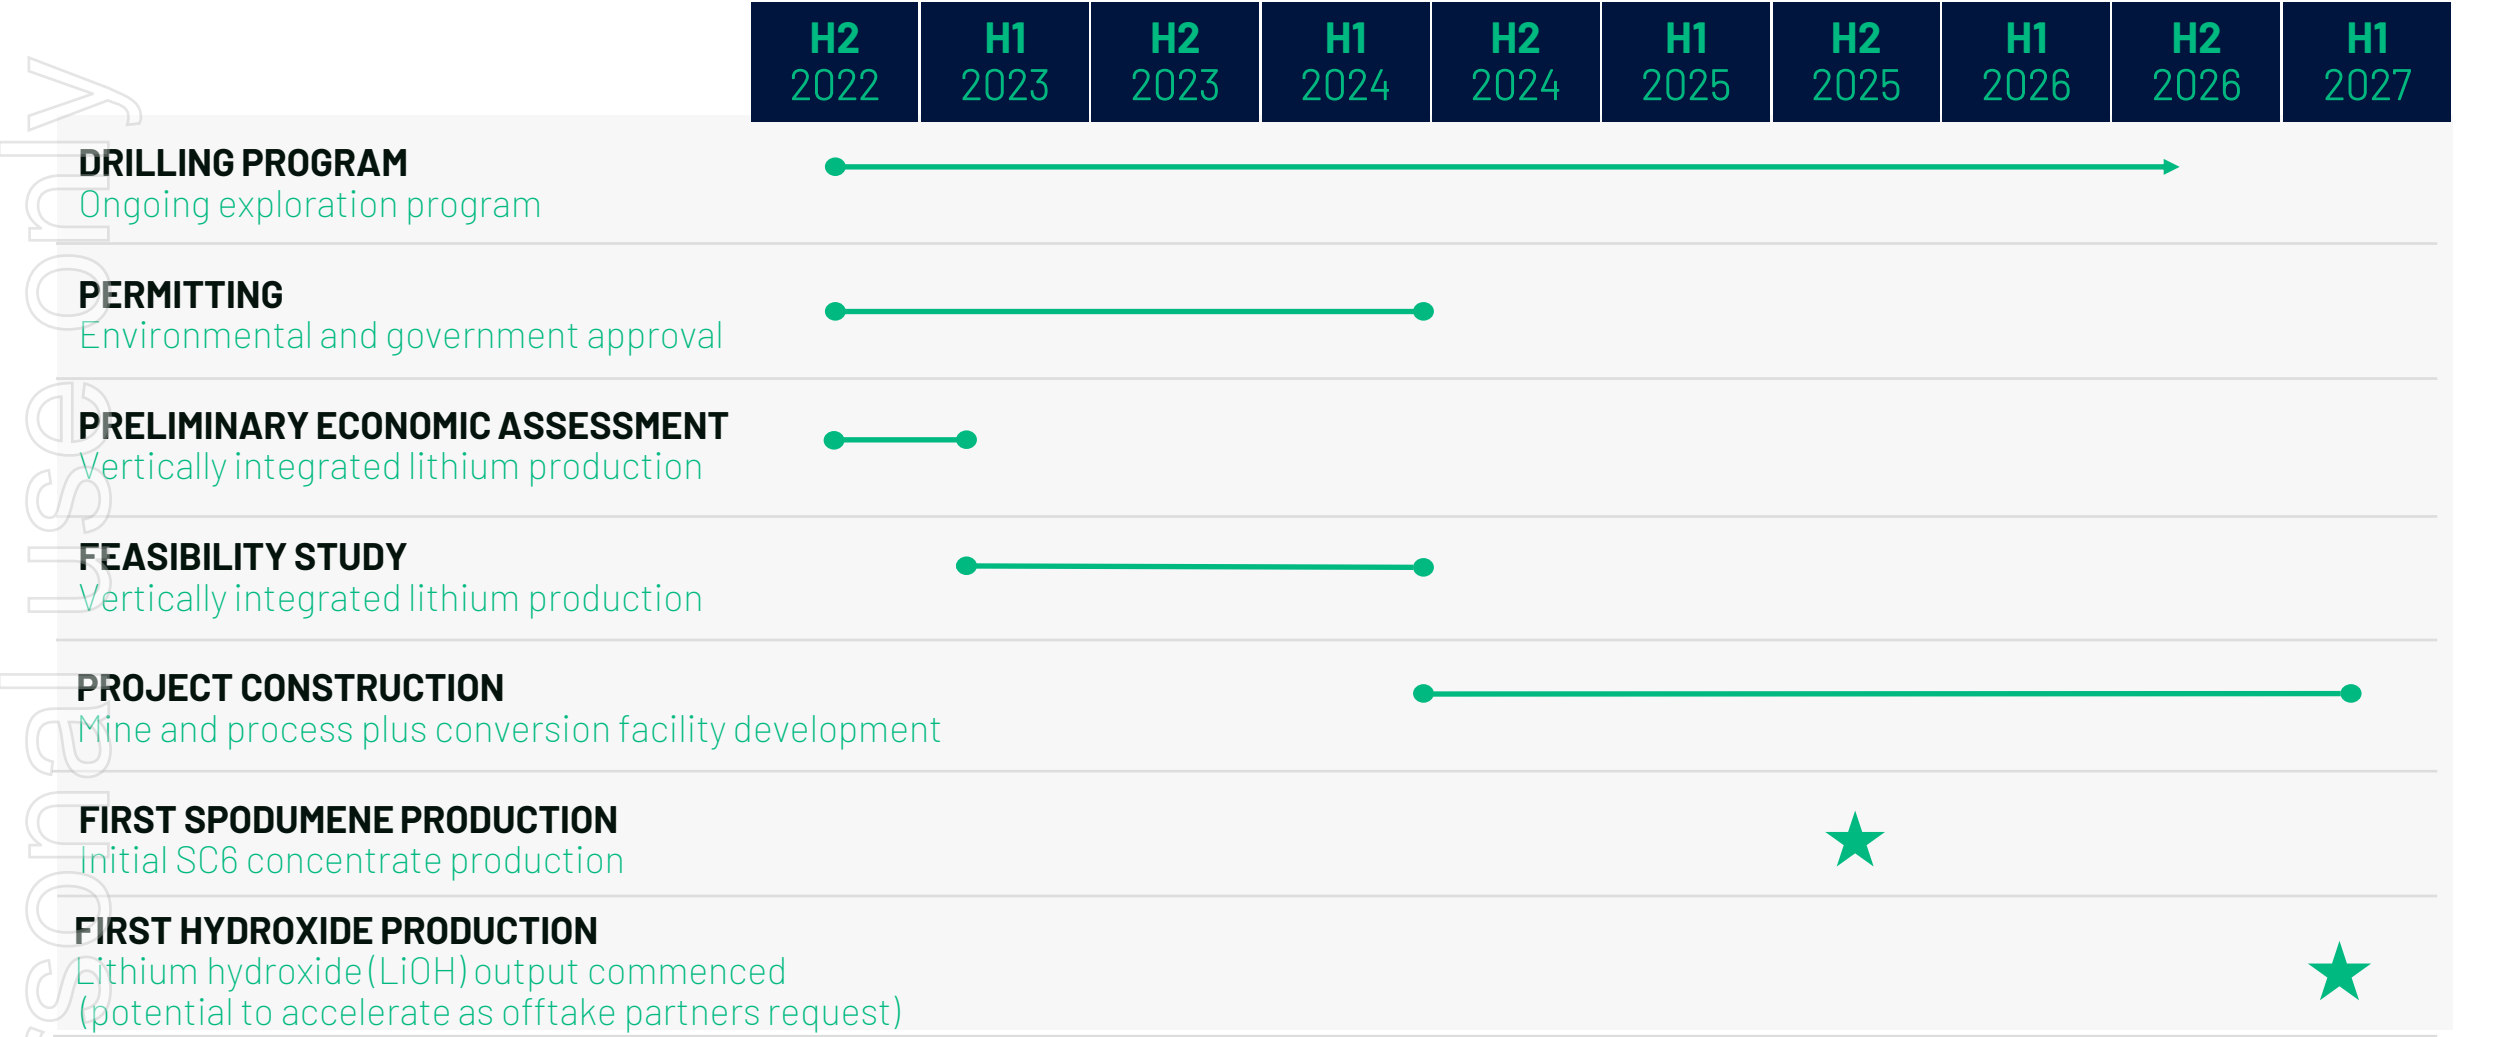 H2 H1 H2 H1 H2 H1 H2 H1 H2 H1
2022 2023 2023 2024 2024 2025 2025 2026 2026 2027
DRILLING PROGRAM
Ongoing exploration program
PERMITTING
Environmental and government approval
PRELIMINARY ECONOMIC ASSESSMENT
Vertically integrated lithium production
FEASIBILITY STUDY
Vertically integrated lithium production
PROJECT CONSTRUCTION
Mine and process plus conversion facility development
FIRST SPODUMENE PRODUCTION
Initial SC6 concentrate production
FIRST HYDROXIDE PRODUCTION
Lithium hydroxide (LiOH) output commenced
(potential to accelerate as offtake partners request)
sonal use only